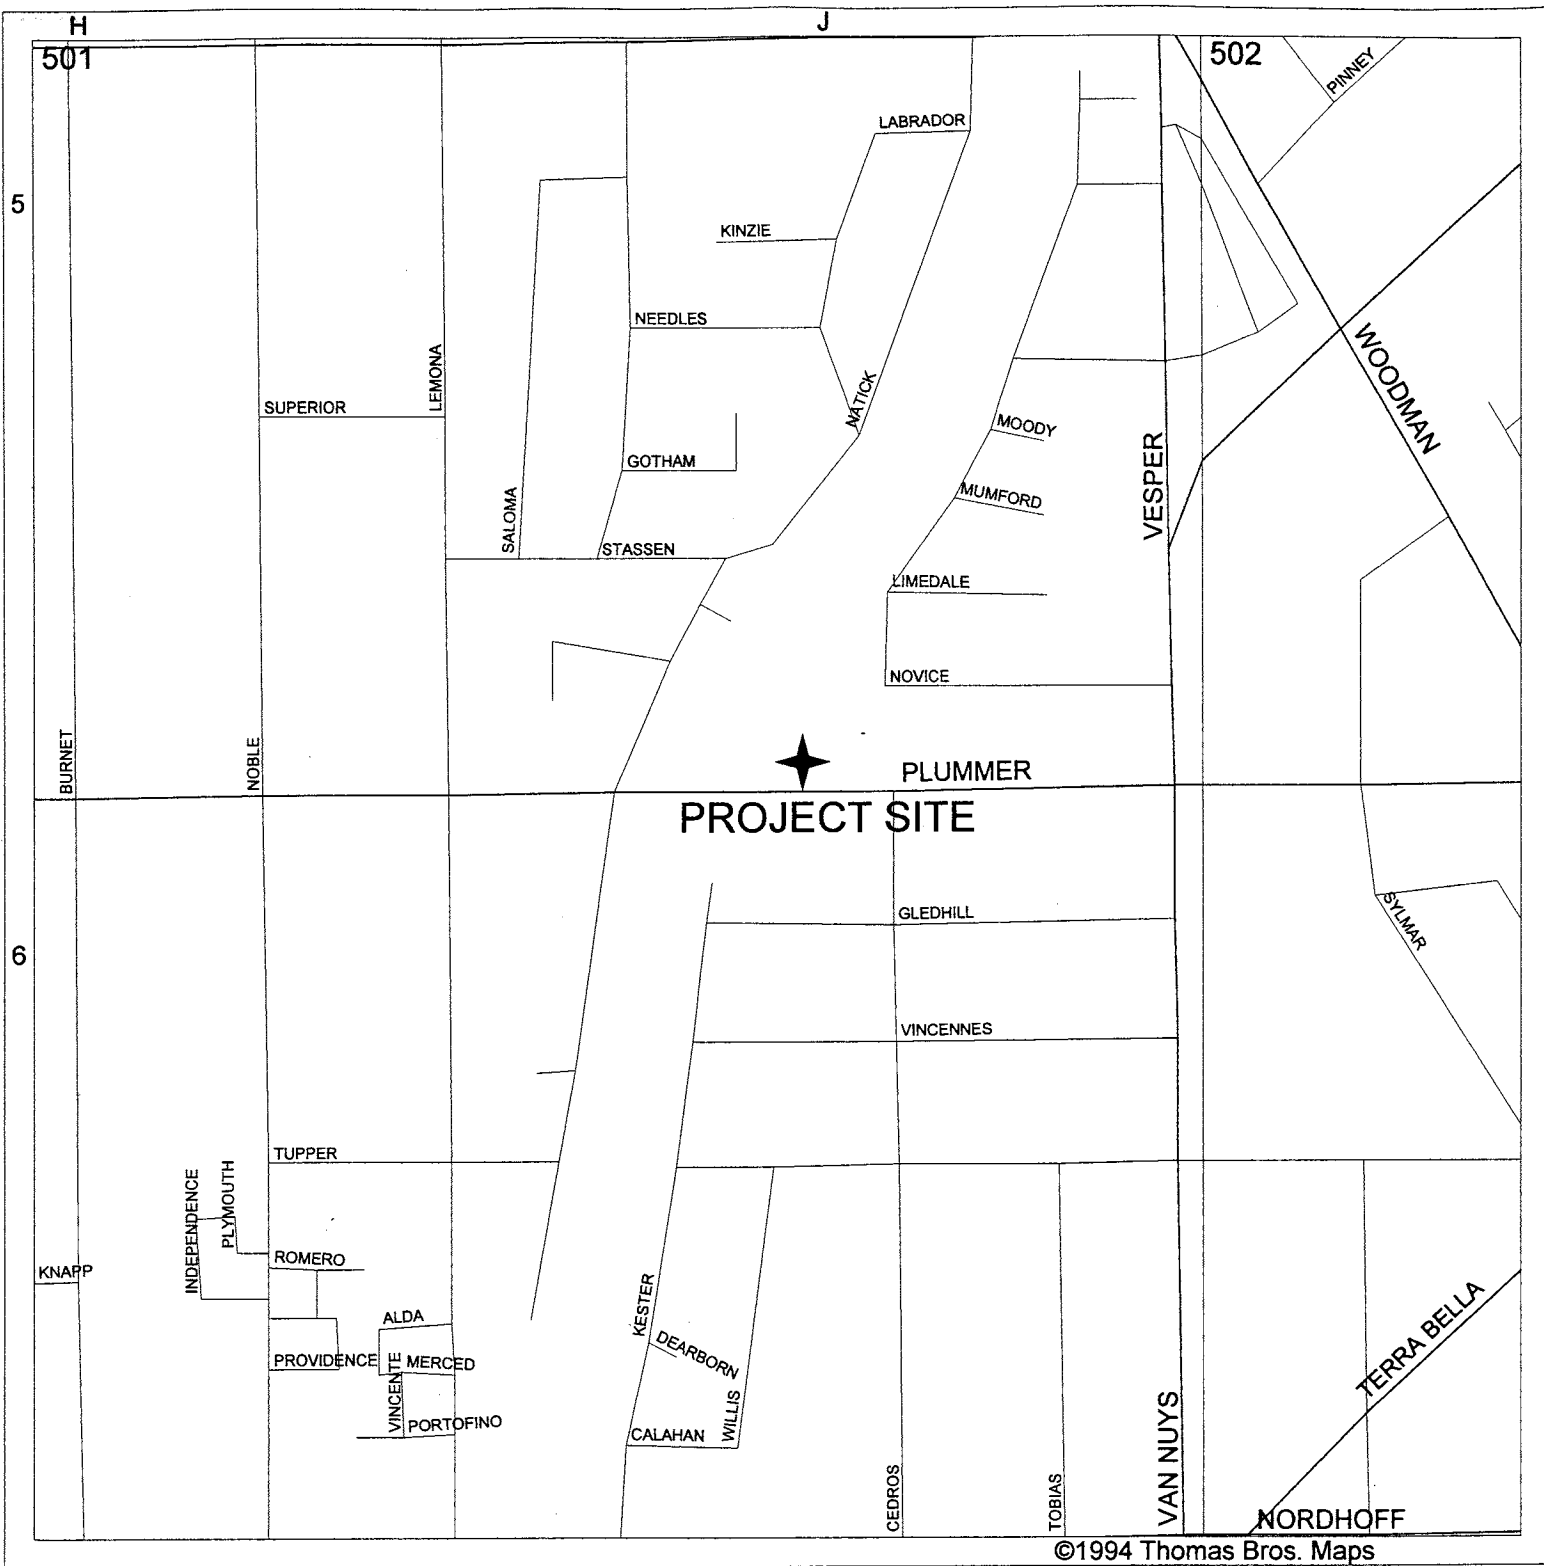 H
J
501
502
PINNEY
LABRADOR
5
KINZIE
NEEDLES
WOODMAN
LEMONA
NATICK
SUPERIOR
MOODY
VESPER
GOTHAM
MUMFORD
SALOMA
STASSEN
LIMEDALE
NOVICE
BURNET
NOBLE
PLUMMER
PROJECT SITE
GLEDHILL
SYLMAR
6
VINCENNES
TUPPER
INDEPENDENCE
PLYMOUTH
ROMERO
KNAPP
KESTER
ALDA
DEARBORN
TERRA BELLA
PROVIDENCE
MERCED
VINCENTE
WILLIS
PORTOFINO
CALAHAN
VAN NUYS
CEDROS
TOBIAS
NORDHOFF
©1994 Thomas Bros. Maps